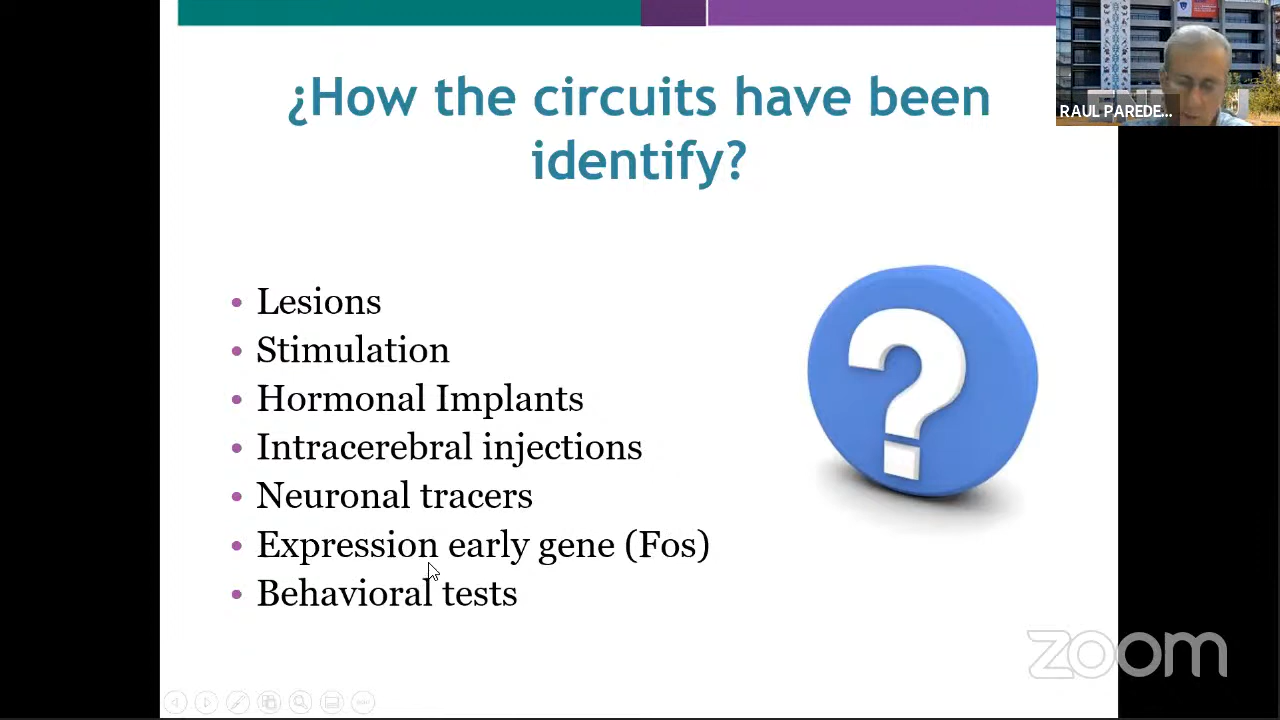 ¿How the circuits have been
identify?
RAUL PAREDE...
• Lesions
• Stimulation
• Hormonal Implants
• Intracerebral injections
• Neuronal tracers
• Expression early gene (Fos)
• Behavioral tests
zoom